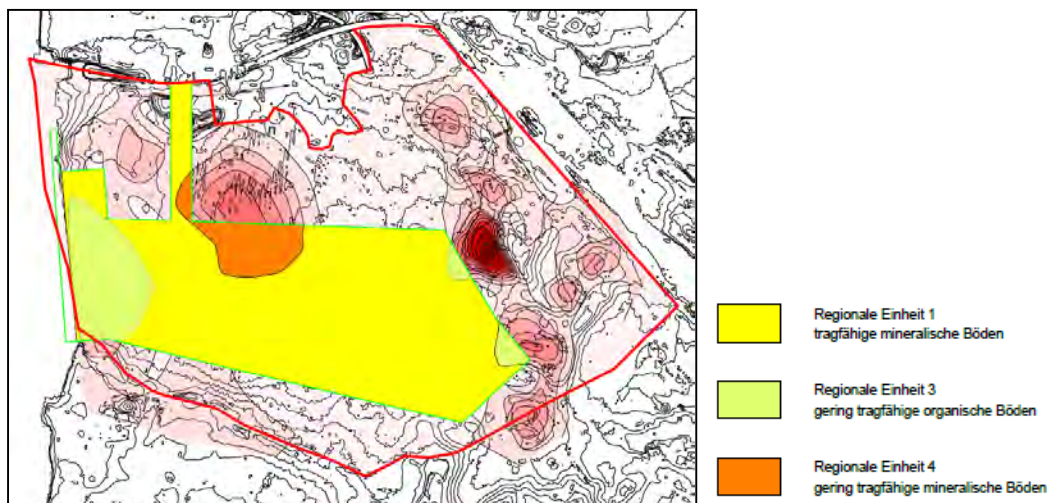 Regionale Einheit 1
tragfähige mineralische Böden
Regionale Einheit 3
gering tragfähige organische Böden
Regionale Einheit 4
gering tragfähige mineralische Böden